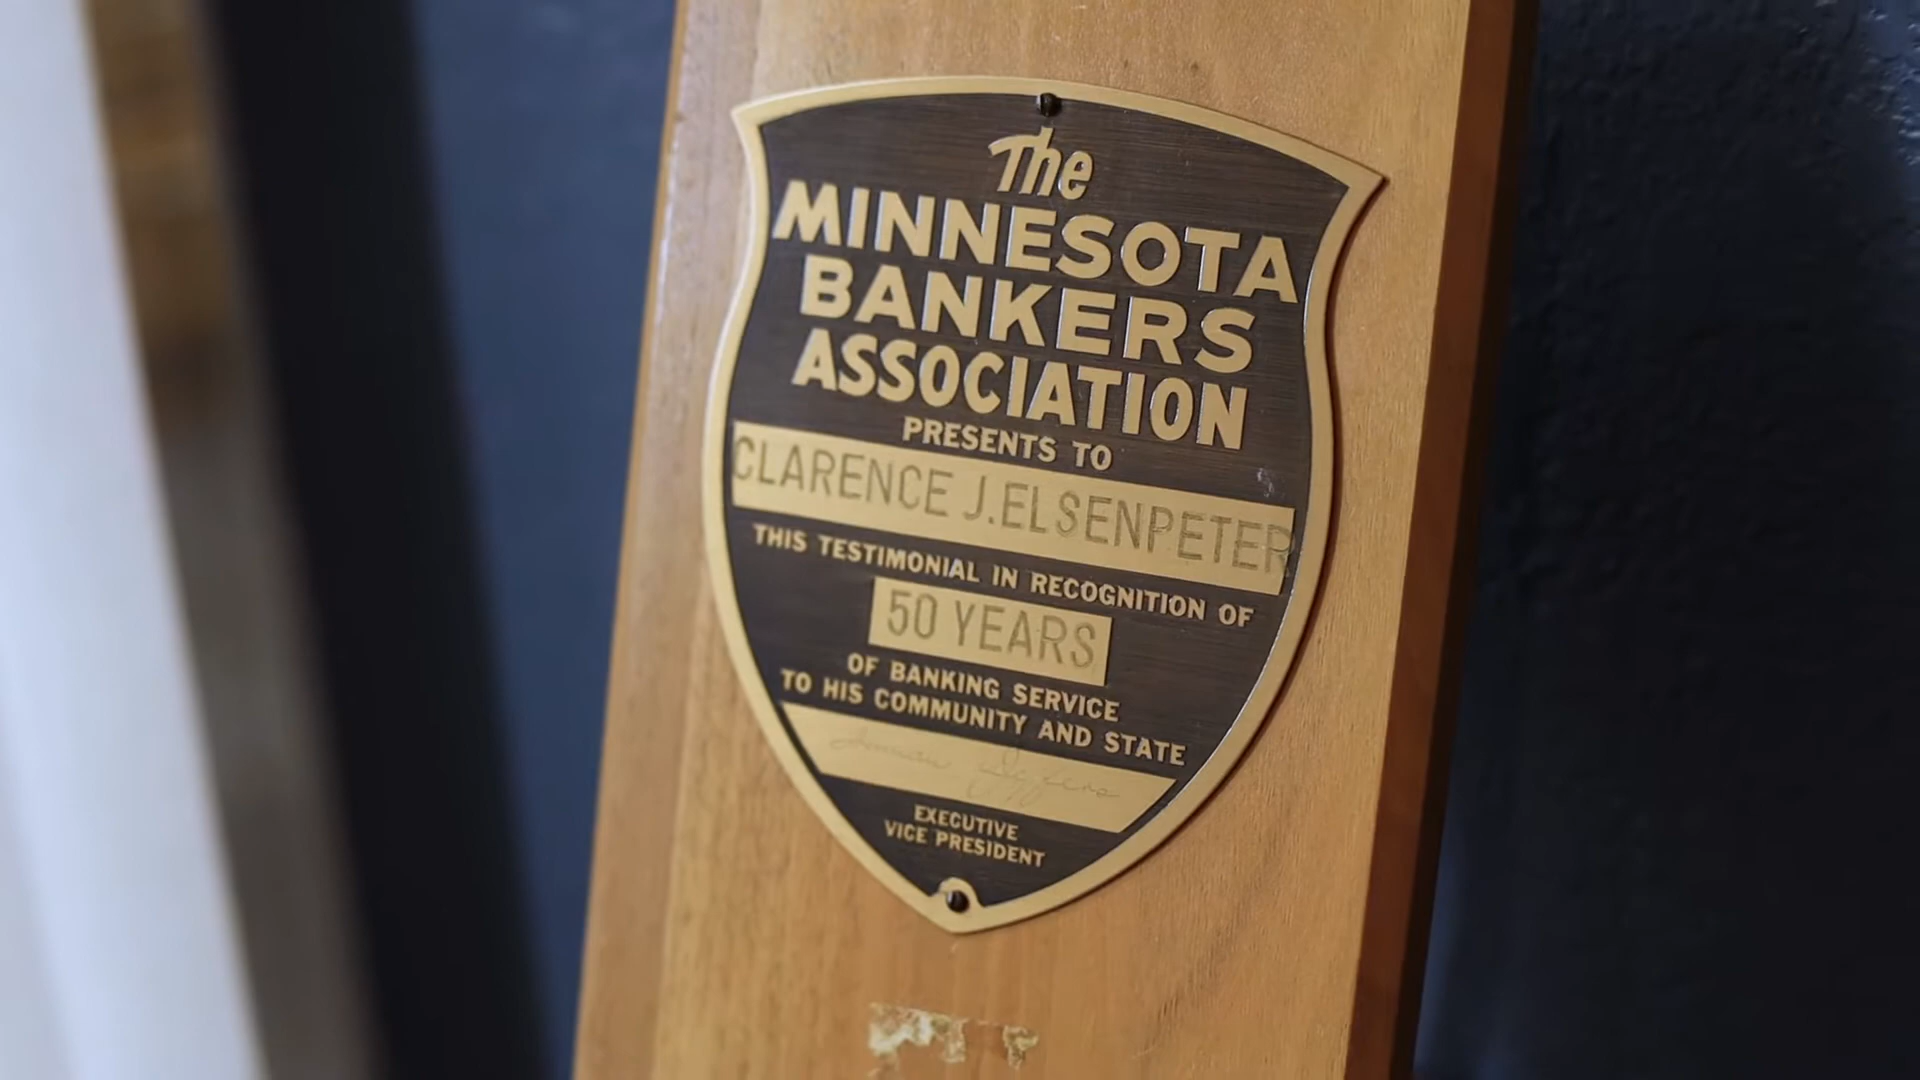 The
MINNESOTA
BANKERS
ASSOCIATION
PRESENTS TO
CLARENCE J. ELSENPETER
THIS TESTIMONIAL IN RECOGNITION OF
50 YEARS
OF BANKING SERVICE
TO HIS COMMUNITY AND STATE
EXECUTIVE
VICE PRESIDENT